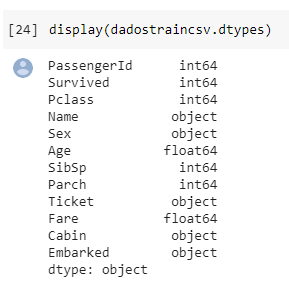 [24] display(dadostraincsv.dtypes)
PassengerId int64
Survived int64
Pclass int64
Name object
Sex object
Age float64
SibSp int64
Parch int64
Ticket object
Fare float64
Cabin object
Embarked object
dtype: object